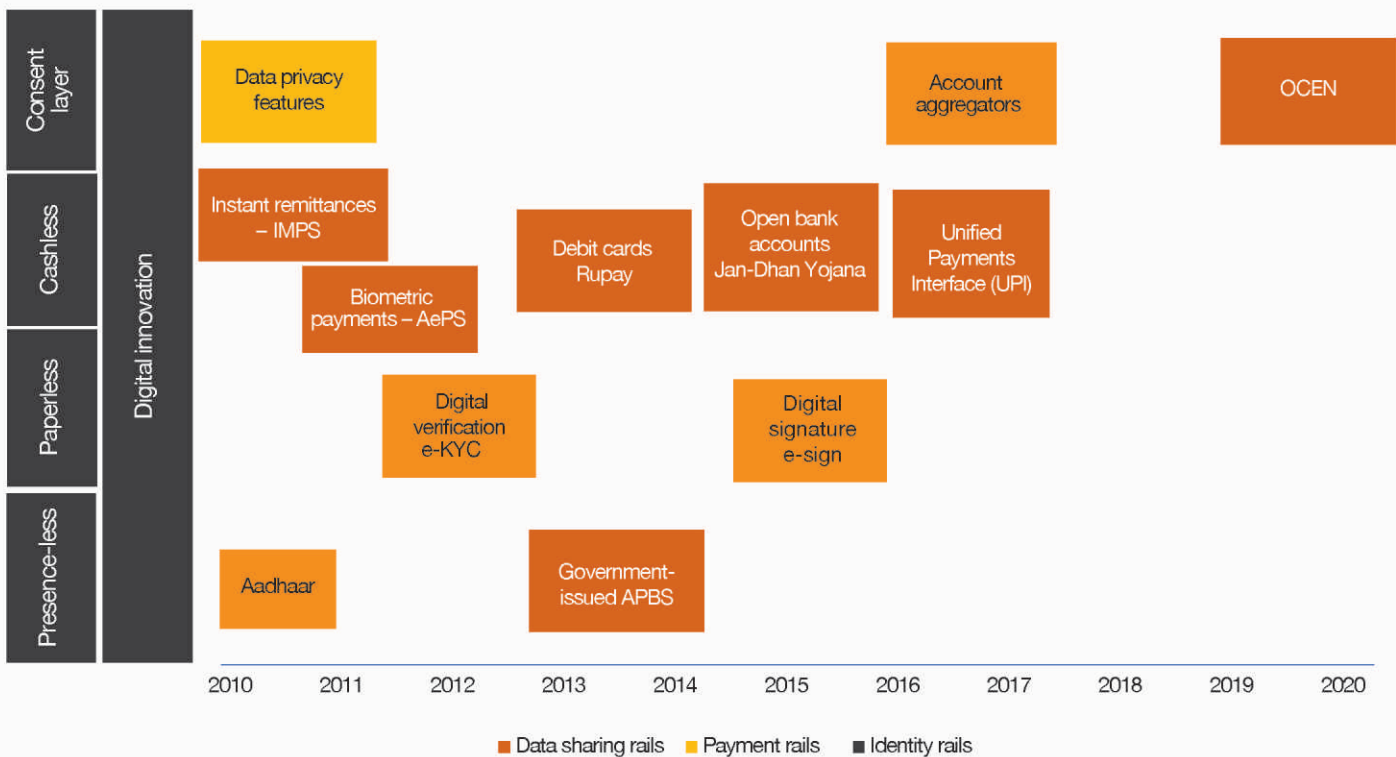 Consent
layer
Data privacy
features
Account
aggregators
OCEN
Cashless
Instant remittances
– IMPS
Biometric
payments – AePS
Debit cards
Rupay
Open bank
accounts
Jan-Dhan Yojana
Unified
Payments
Interface (UPI)
Digital innovation
Paperless
Digital
verification
e-KYC
Digital
signature
e-sign
Presence-less
Aadhaar
Government-
issued APBS
2010 2011 2012 2013 2014 2015 2016 2017 2018 2019 2020
Data sharing rails Payment rails Identity rails